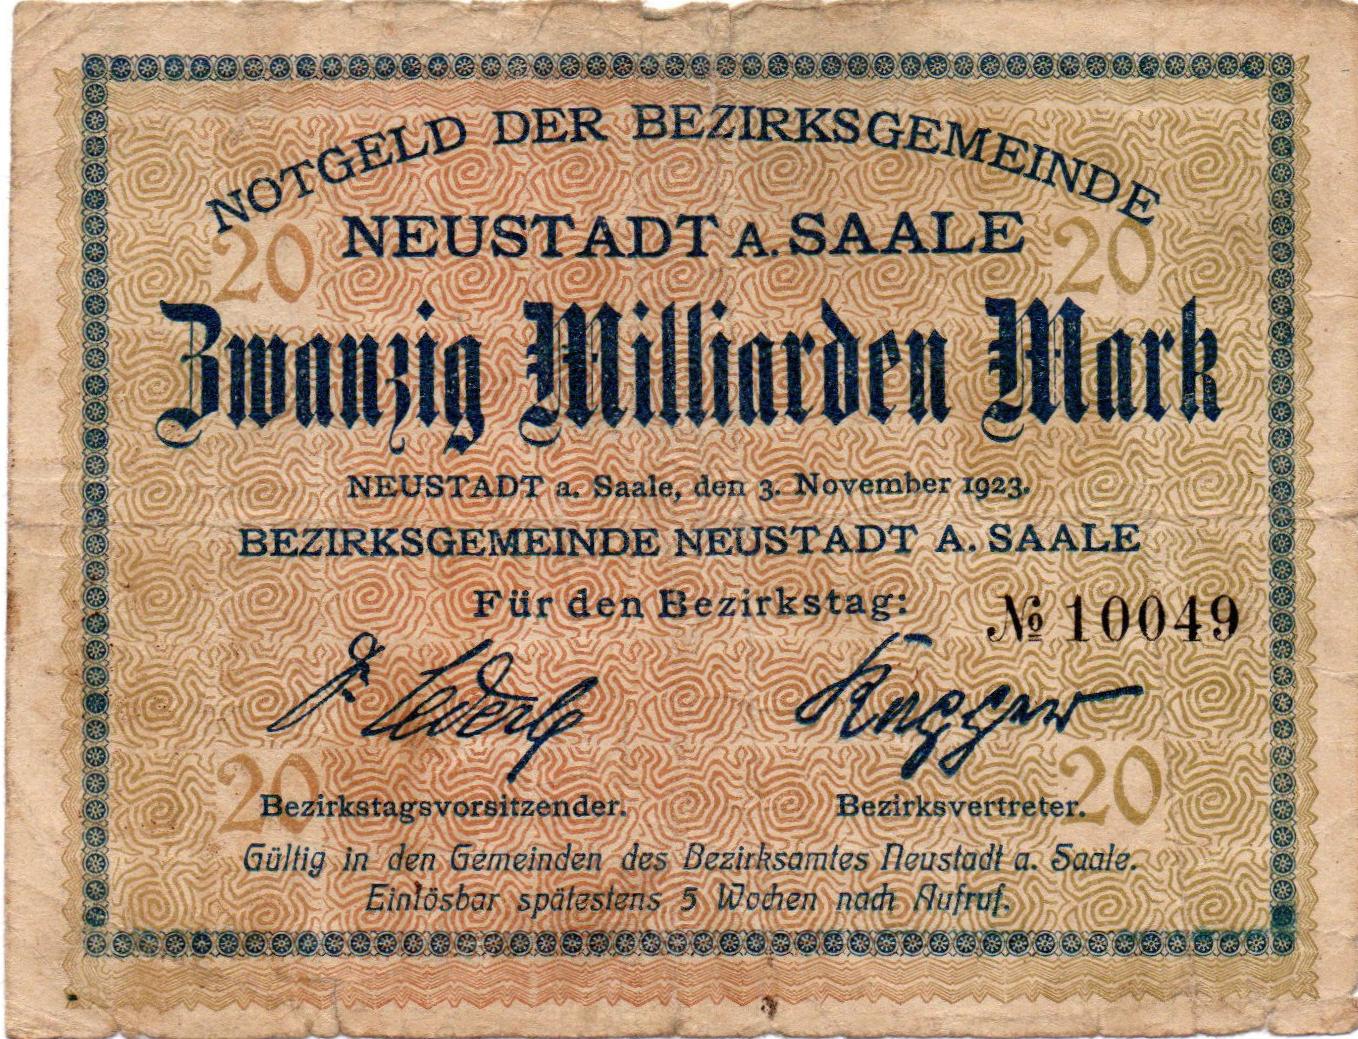 NOTGELD DER BEZIRKSGEMEINDE
NEUSTADT A. SAALE
20 20
Zwanzig Milliarden Mark
NEUSTADT a. Saale, den 3. November 1923.
BEZIRKSGEMEINDE NEUSTADT A. SAALE
Für den Bezirkstag:
№ 10049
20 20
Bezirkstagsvorsitzender. Bezirksvertreter.
Gültig in den Gemeinden des Bezirksamtes Neustadt a. Saale.
Einlösbar spätestens 5 Wochen nach Aufruf.